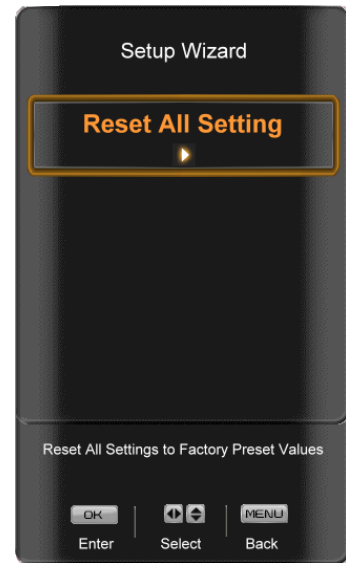 Setup Wizard
Reset All Setting
Reset All Settings to Factory Preset Values
OK MENU
Enter Select Back